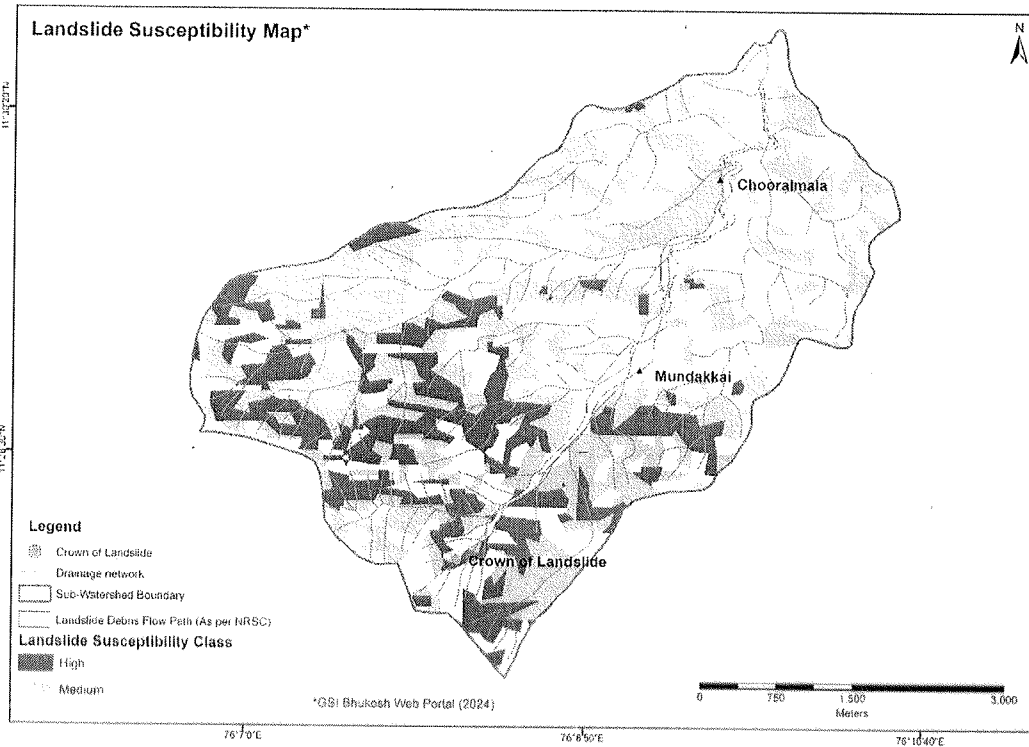 Landslide Susceptibility Map*
N
Chooralmala
Mundakkai
Crown of Landslide
Legend
Crown of Landslide
Drainage network
Sub-Watershed Boundary
Landslide Debris Flow Path (As per NRSC)
Landslide Susceptibility Class
High
Medium
*GSI Bhukosh Web Portal (2024)
0 750 1,500 3,000
Meters
76°7'0"E 76°8'50"E 76°10'40"E